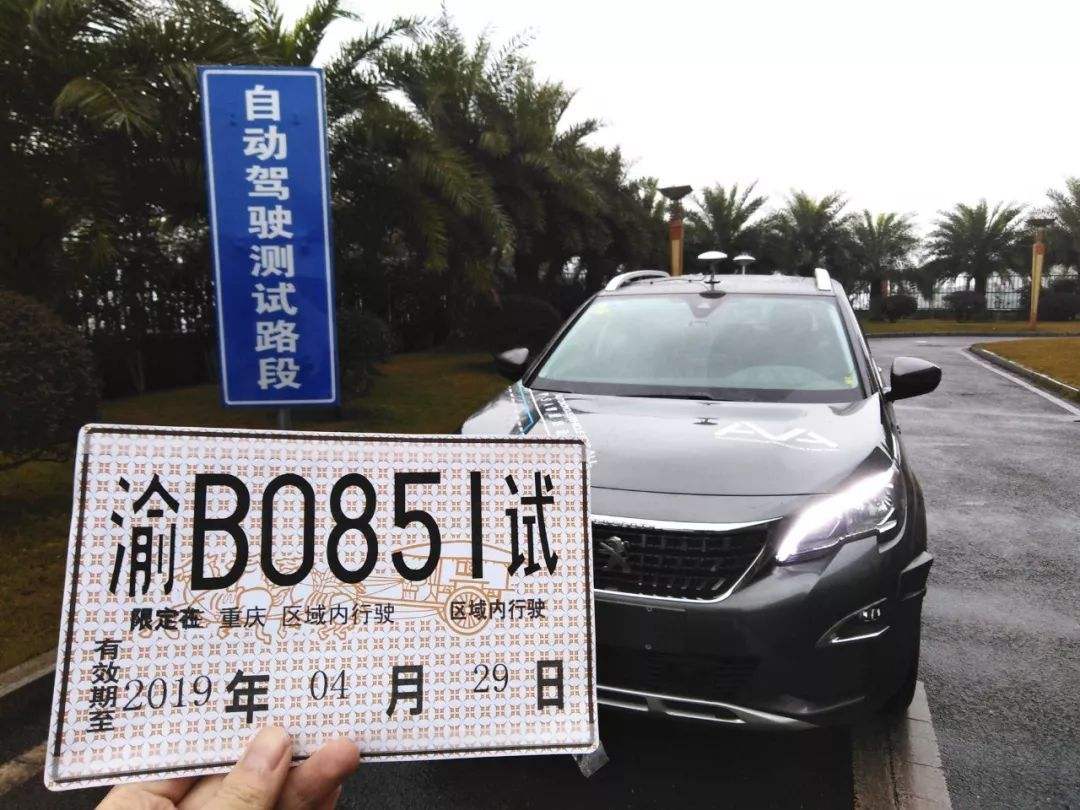 自动驾驶测试路段
渝B0851试
限定在 重庆 区域内行驶 区域内行驶
有效期至 2019 年 04 月 29 日
AVA